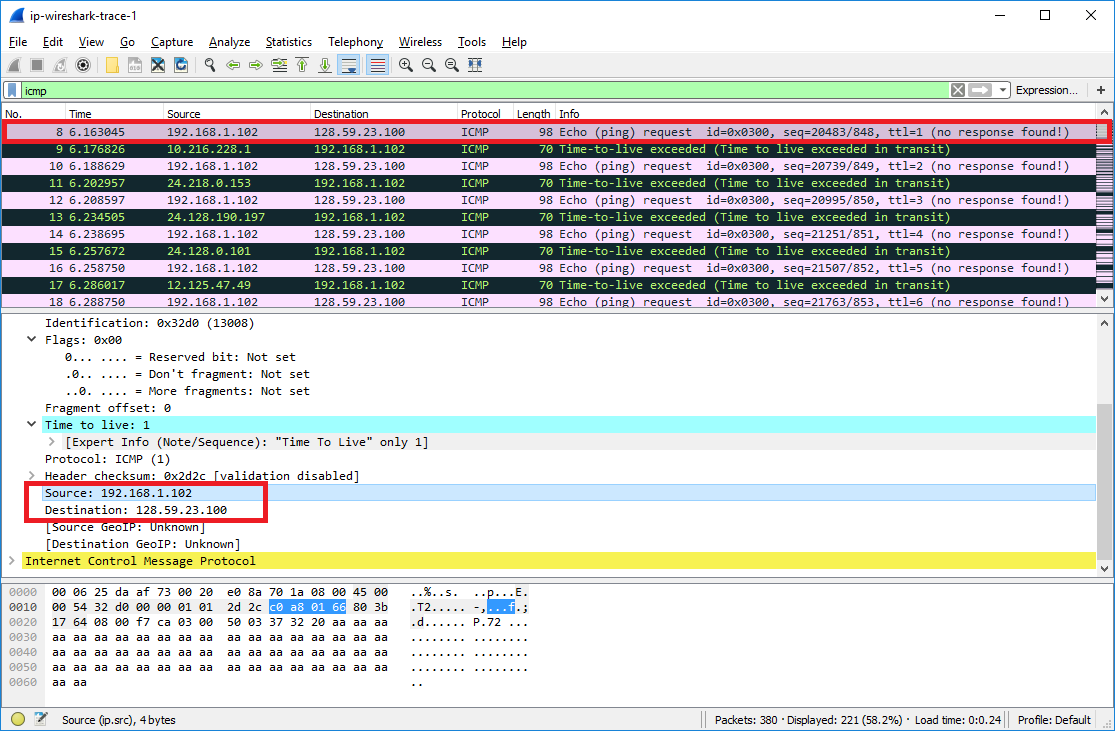 ip-wireshark-trace-1
File Edit View Go Capture Analyze Statistics Telephony Wireless Tools Help
icmp Expression... +
No. Time Source Destination Protocol Length Info
8 6.163045 192.168.1.102 128.59.23.100 ICMP 98 Echo (ping) request id=0x0300, seq=20483/848, ttl=1 (no response found!)
9 6.176826 10.216.228.1 192.168.1.102 ICMP 70 Time-to-live exceeded (Time to live exceeded in transit)
10 6.188629 192.168.1.102 128.59.23.100 ICMP 98 Echo (ping) request id=0x0300, seq=20739/849, ttl=2 (no response found!)
11 6.202957 24.218.0.153 192.168.1.102 ICMP 70 Time-to-live exceeded (Time to live exceeded in transit)
12 6.208597 192.168.1.102 128.59.23.100 ICMP 98 Echo (ping) request id=0x0300, seq=20995/850, ttl=3 (no response found!)
13 6.234505 24.128.190.197 192.168.1.102 ICMP 70 Time-to-live exceeded (Time to live exceeded in transit)
14 6.238695 192.168.1.102 128.59.23.100 ICMP 98 Echo (ping) request id=0x0300, seq=21251/851, ttl=4 (no response found!)
15 6.257672 24.128.0.101 192.168.1.102 ICMP 70 Time-to-live exceeded (Time to live exceeded in transit)
16 6.258750 192.168.1.102 128.59.23.100 ICMP 98 Echo (ping) request id=0x0300, seq=21507/852, ttl=5 (no response found!)
17 6.286017 12.125.47.49 192.168.1.102 ICMP 70 Time-to-live exceeded (Time to live exceeded in transit)
18 6.288750 192.168.1.102 128.59.23.100 ICMP 98 Echo (ping) request id=0x0300, seq=21763/853, ttl=6 (no response found!)
Identification: 0x32d0 (13008)
Flags: 0x00
0... .... = Reserved bit: Not set
.0.. .... = Don't fragment: Not set
..0. .... = More fragments: Not set
Fragment offset: 0
Time to live: 1
[Expert Info (Note/Sequence): "Time To Live" only 1]
Protocol: ICMP (1)
Header checksum: 0x2d2c [validation disabled]
Source: 192.168.1.102
Destination: 128.59.23.100
[Source GeoIP: Unknown]
[Destination GeoIP: Unknown]
Internet Control Message Protocol
0000 00 06 25 da af 73 00 20 e0 8a 70 1a 08 00 45 00 ..%..s. ..p...E.
0010 00 54 32 d0 00 00 01 01 2d 2c c0 a8 01 66 80 3b .T2..... -,...f.;
0020 17 64 08 00 f7 ca 03 00 50 03 37 32 20 aa aa aa .d...... P.72 ...
0030 aa aa aa aa aa aa aa aa aa aa aa aa aa aa aa aa ........ ........
0040 aa aa aa aa aa aa aa aa aa aa aa aa aa aa aa aa ........ ........
0050 aa aa aa aa aa aa aa aa aa aa aa aa aa aa aa aa ........ ........
0060 aa aa ..
Source (ip.src), 4 bytes Packets: 380 · Displayed: 221 (58.2%) · Load time: 0:0.24 Profile: Default